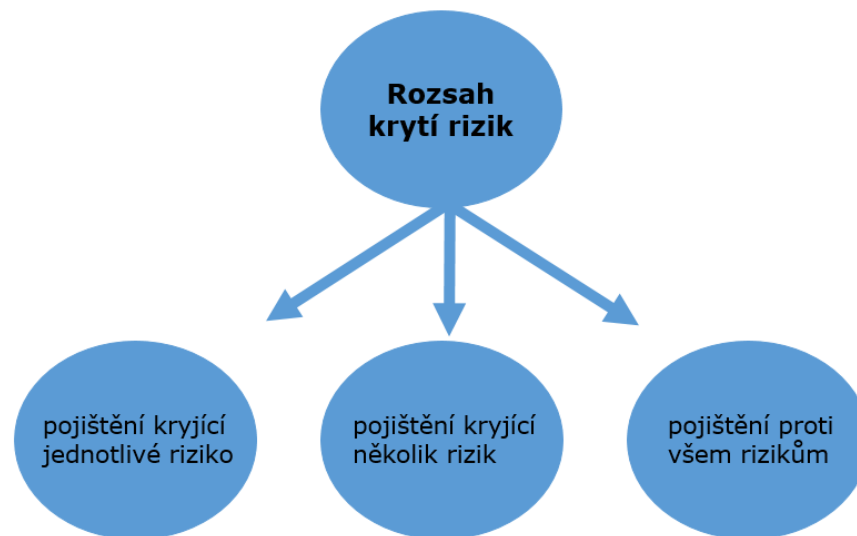 Rozsah
krytí rizik
pojištění kryjící
jednotlivé riziko
pojištění kryjící
několik rizik
pojištění proti
všem rizikům